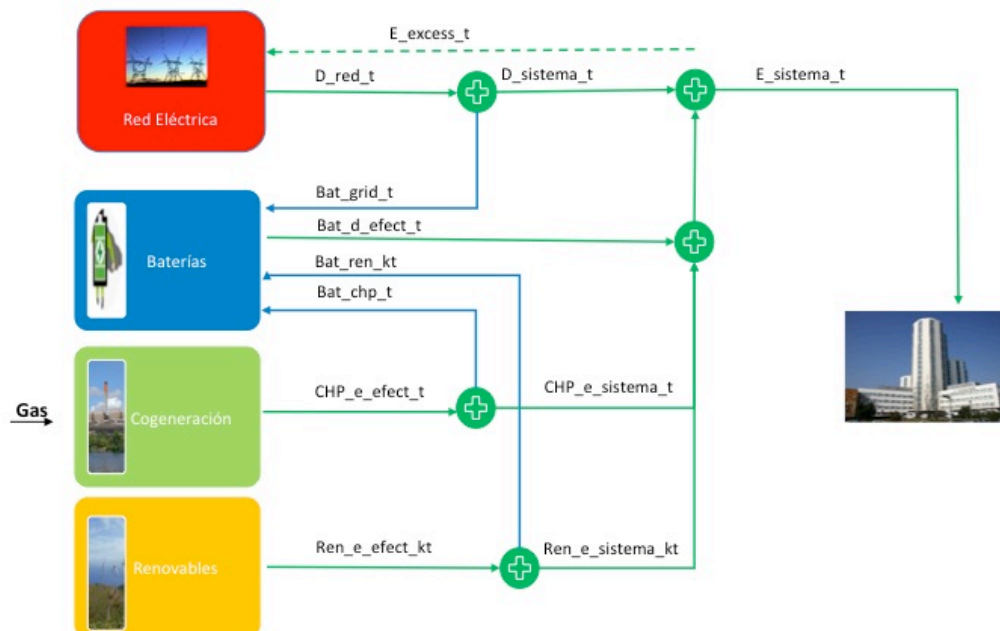 E_excess_t
D_red_t
D_sistema_t
E_sistema_t
Red Eléctrica
Bat_grid_t
Bat_d_efect_t
Baterías
Bat_ren_kt
Bat_chp_t
CHP_e_efect_t
CHP_e_sistema_t
Gas
Cogeneración
Ren_e_efect_kt
Ren_e_sistema_kt
Renovables